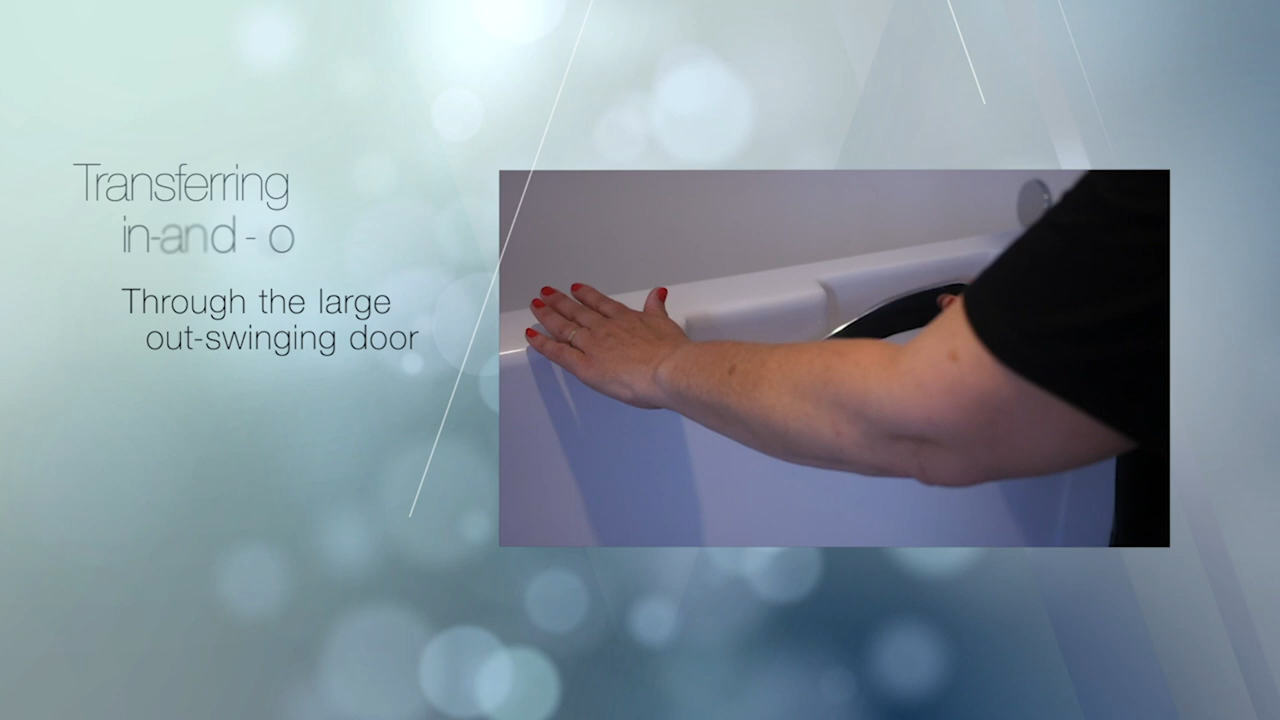 Transferring
in-and - o
Through the large
out-swinging door